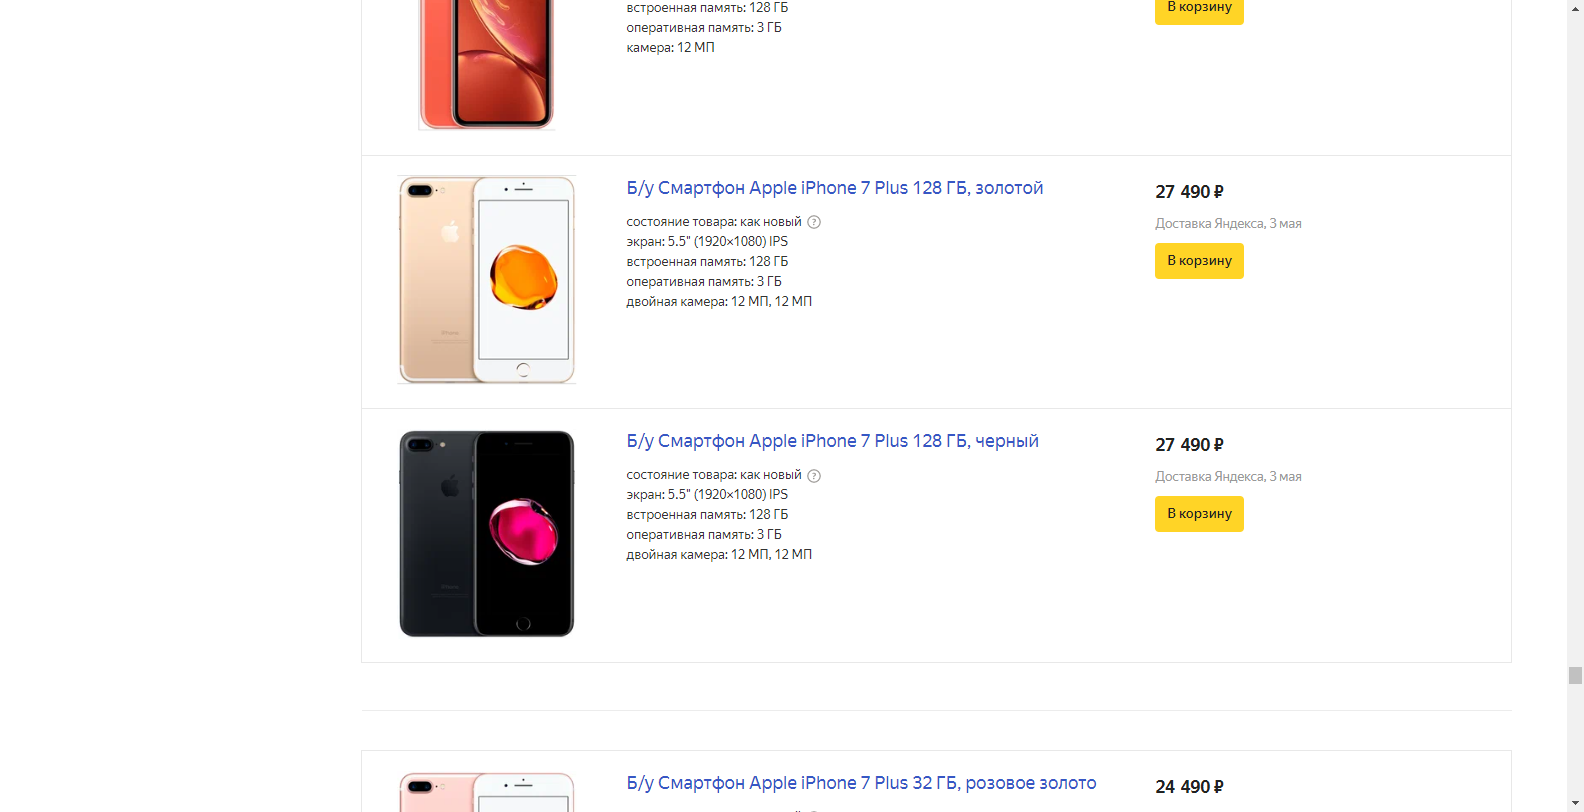 встроенная память: 128 ГБ
В корзину
оперативная память: 3 ГБ
камера: 12 МП
Б/у Смартфон Apple iPhone 7 Plus 128 ГБ, золотой
27 490 ₽
состояние товара: как новый ?
Доставка Яндекса, 3 мая
экран: 5.5" (1920×1080) IPS
В корзину
встроенная память: 128 ГБ
оперативная память: 3 ГБ
двойная камера: 12 МП, 12 МП
Б/у Смартфон Apple iPhone 7 Plus 128 ГБ, черный
27 490 ₽
состояние товара: как новый ?
Доставка Яндекса, 3 мая
экран: 5.5" (1920×1080) IPS
В корзину
встроенная память: 128 ГБ
оперативная память: 3 ГБ
двойная камера: 12 МП, 12 МП
Б/у Смартфон Apple iPhone 7 Plus 32 ГБ, розовое золото
24 490 ₽